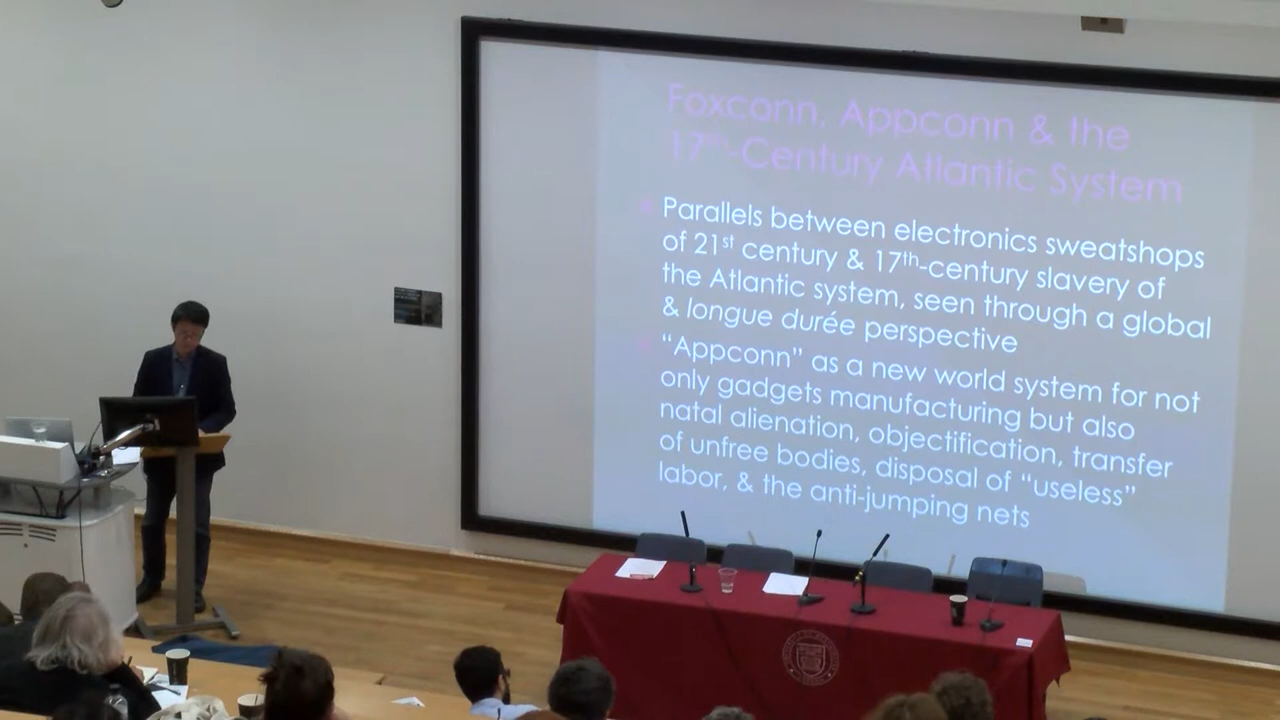 Foxconn, Appconn & the
17th-Century Atlantic System
Parallels between electronics sweatshops
of 21st century & 17th-century slavery of
the Atlantic system, seen through a global
& longue durée perspective
“Appconn” as a new world system for not
only gadgets manufacturing but also
natal alienation, objectification, transfer
of unfree bodies, disposal of “useless”
labor, & the anti-jumping nets